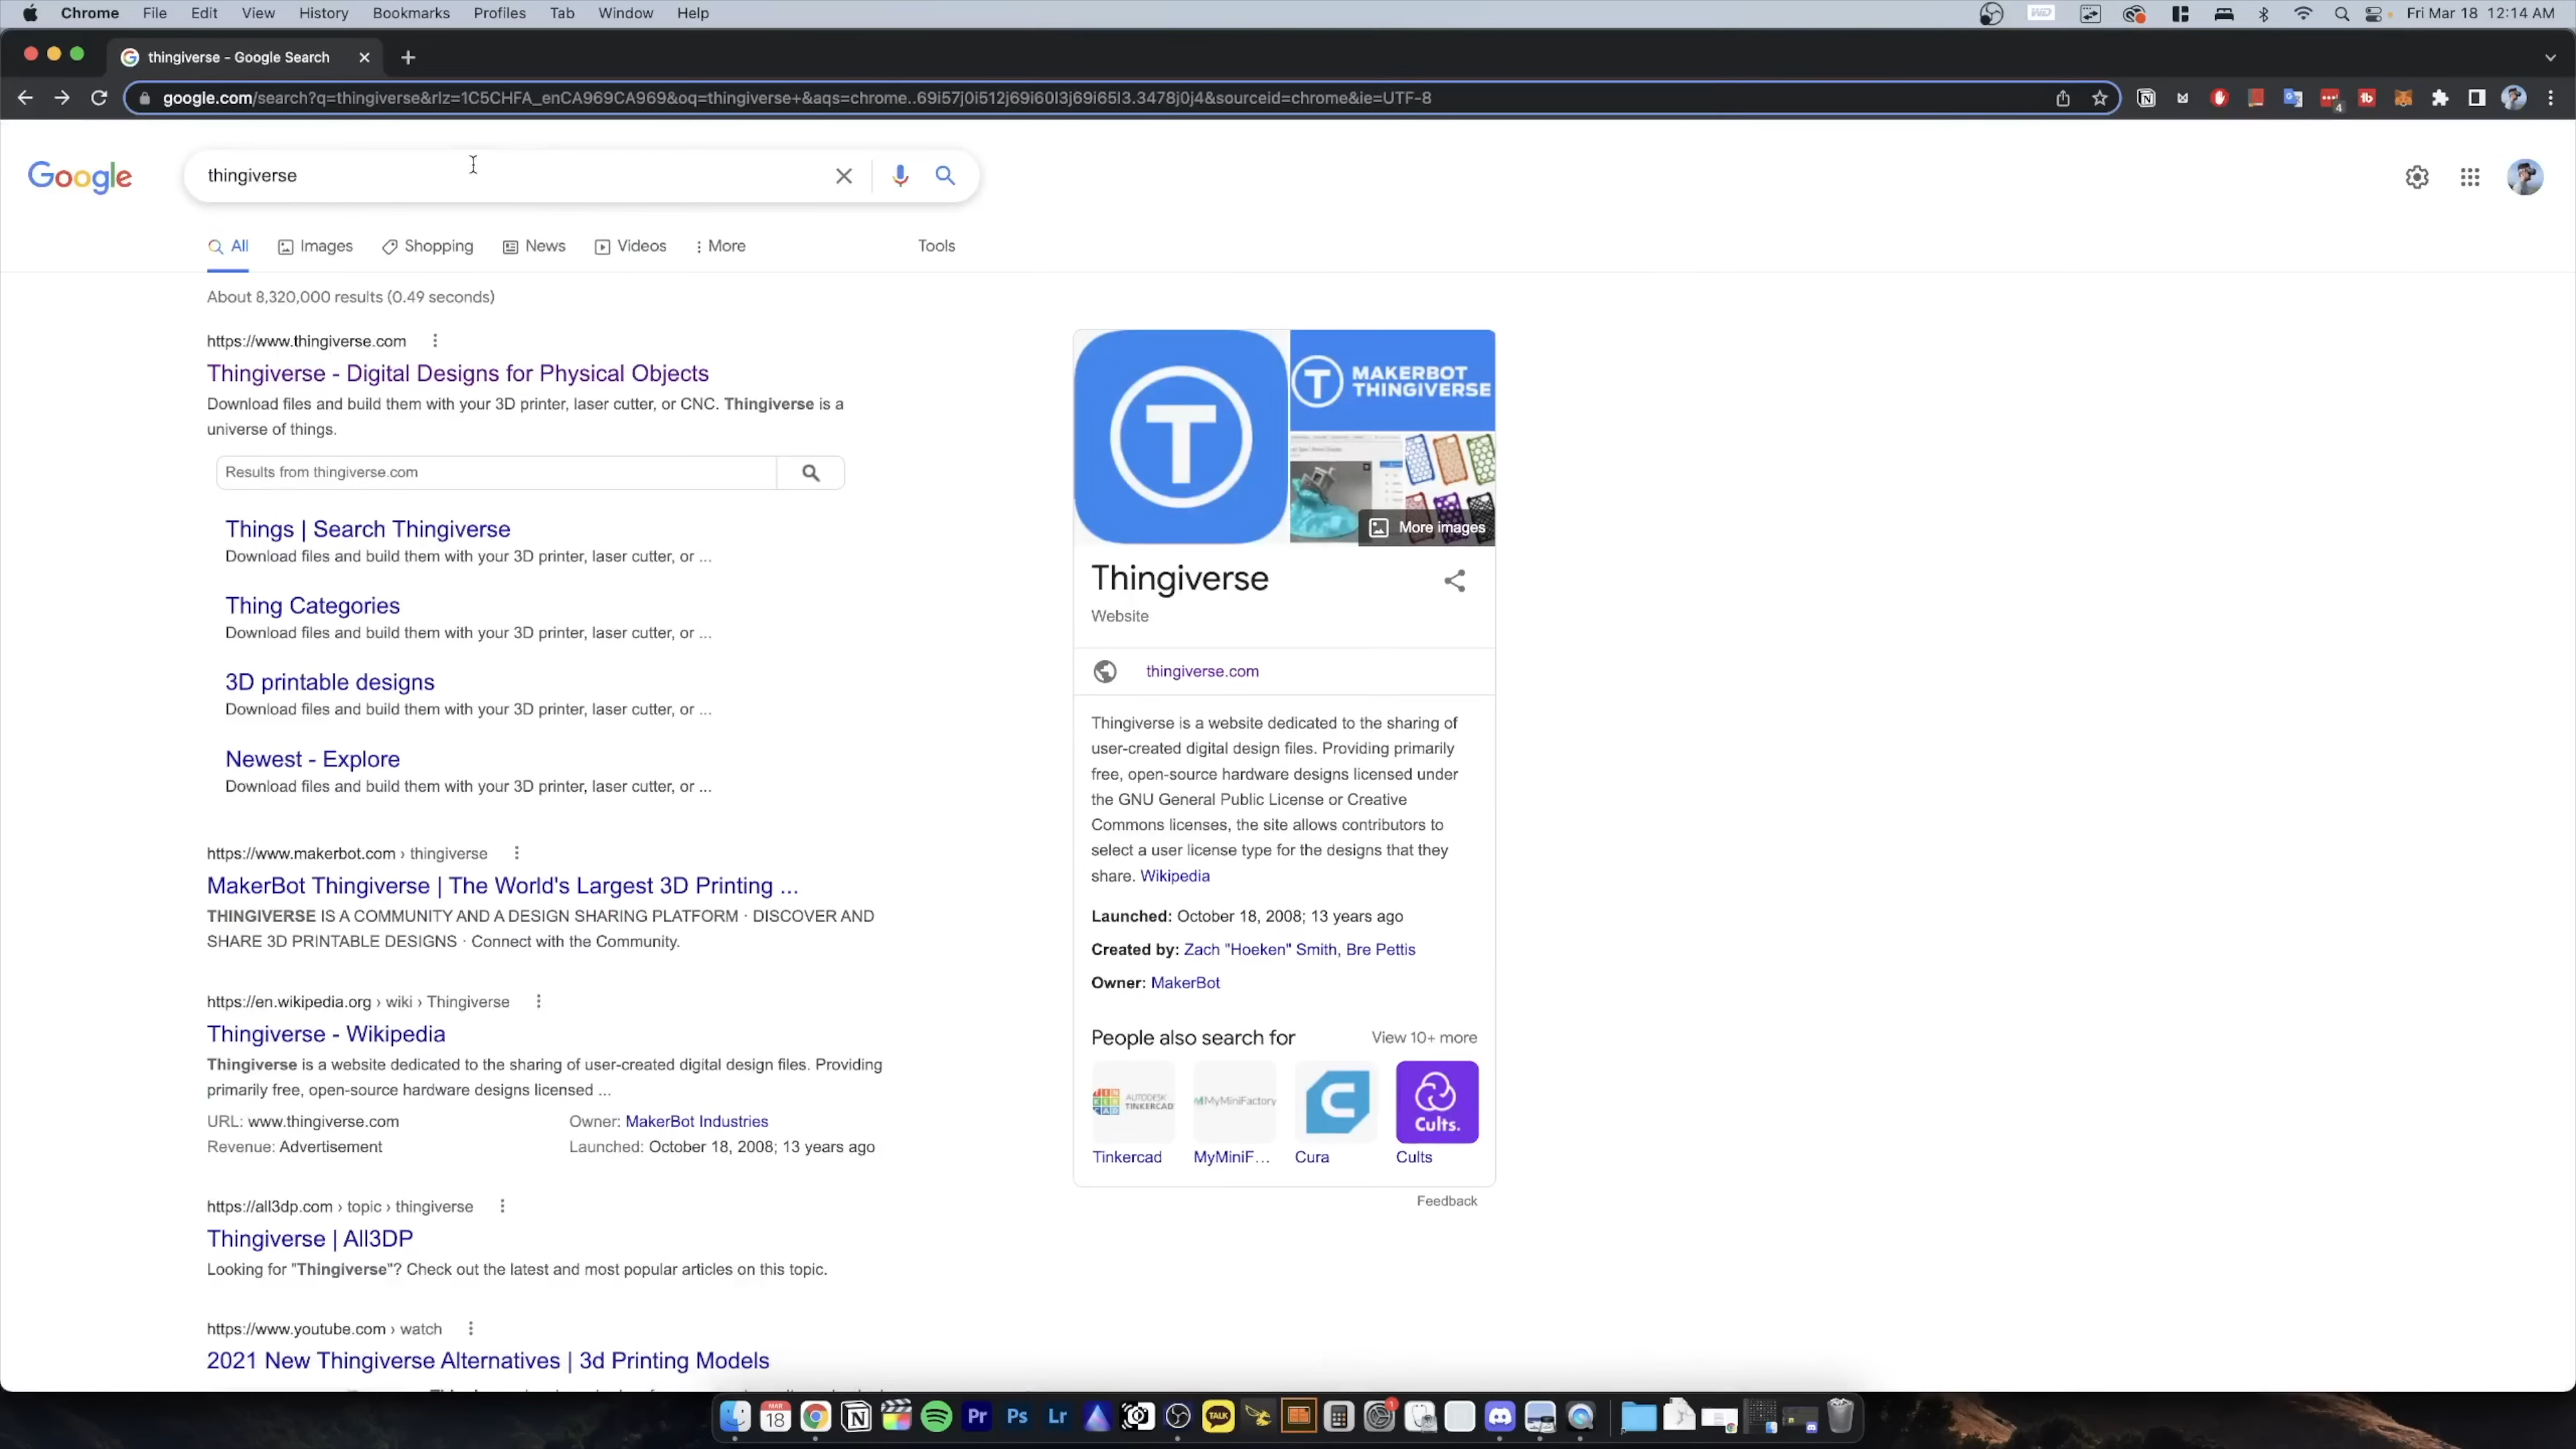 Chrome File Edit View History Bookmarks Profiles Tab Window Help
Fri Mar 18 12:14 AM
thingiverse - Google Search
google.com/search?q=thingiverse&rlz=1C5CHFA_enCA969CA969&oq=thingiverse+&aqs=chrome..69i57j0i512j69i60l3j69i65l3.3478j0j4&sourceid=chrome&ie=UTF-8
Google
thingiverse
All Images Shopping News Videos More Tools
About 8,320,000 results (0.49 seconds)
https://www.thingiverse.com
Thingiverse - Digital Designs for Physical Objects
Download files and build them with your 3D printer, laser cutter, or CNC. Thingiverse is a
universe of things.
Results from thingiverse.com
Things | Search Thingiverse
Download files and build them with your 3D printer, laser cutter, or ...
Thing Categories
Download files and build them with your 3D printer, laser cutter, or ...
3D printable designs
Download files and build them with your 3D printer, laser cutter, or ...
Newest - Explore
Download files and build them with your 3D printer, laser cutter, or ...
https://www.makerbot.com › thingiverse
MakerBot Thingiverse | The World's Largest 3D Printing ...
THINGIVERSE IS A COMMUNITY AND A DESIGN SHARING PLATFORM · DISCOVER AND
SHARE 3D PRINTABLE DESIGNS · Connect with the Community.
https://en.wikipedia.org › wiki › Thingiverse
Thingiverse - Wikipedia
Thingiverse is a website dedicated to the sharing of user-created digital design files. Providing
primarily free, open-source hardware designs licensed ...
URL: www.thingiverse.com
Owner: MakerBot Industries
Revenue: Advertisement
Launched: October 18, 2008; 13 years ago
https://all3dp.com › topic › thingiverse
Thingiverse | All3DP
Looking for "Thingiverse"? Check out the latest and most popular articles on this topic.
https://www.youtube.com › watch
2021 New Thingiverse Alternatives | 3d Printing Models
T
MAKERBOT
THINGIVERSE
More images
Thingiverse
Website
thingiverse.com
Thingiverse is a website dedicated to the sharing of
user-created digital design files. Providing primarily
free, open-source hardware designs licensed under
the GNU General Public License or Creative
Commons licenses, the site allows contributors to
select a user license type for the designs that they
share. Wikipedia
Launched: October 18, 2008; 13 years ago
Created by: Zach "Hoeken" Smith, Bre Pettis
Owner: MakerBot
People also search for
View 10+ more
AUTODESK
TINKERCAD
MyMiniFactory
Cults.
Tinkercad
MyMiniF...
Cura
Cults
Feedback
MAR
18
Pr
Ps
Lr
TALK
1